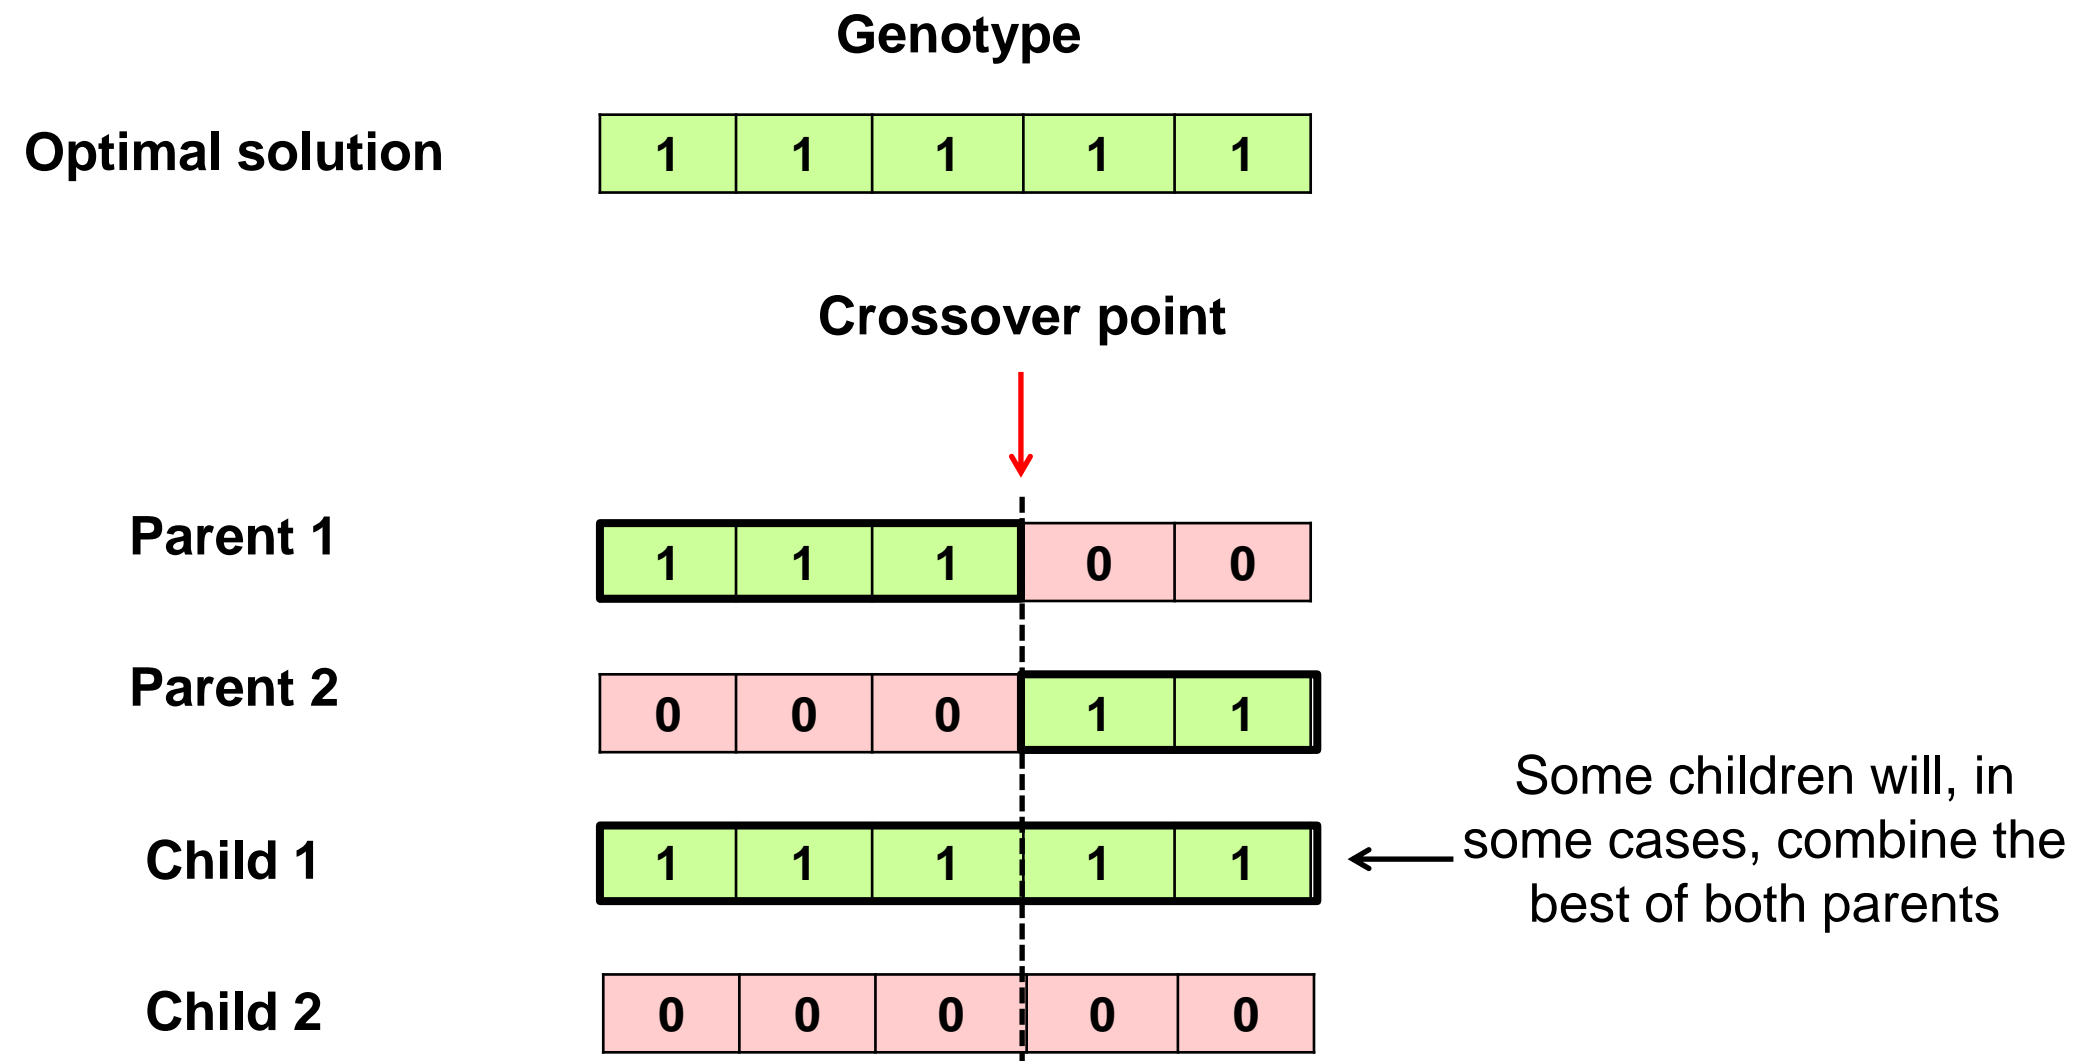 Genotype
Optimal solution
1 1 1 1 1
Crossover point
Parent 1
1 1 1 0 0
Parent 2
0 0 0 1 1
Child 1
1 1 1 1 1
Some children will, in
some cases, combine the
best of both parents
Child 2
0 0 0 0 0